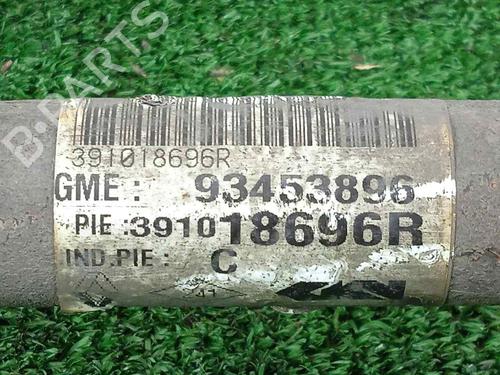 B-PARTS
391018696R
GME : 93453896
PIE :391018696R
IND.PIE : C